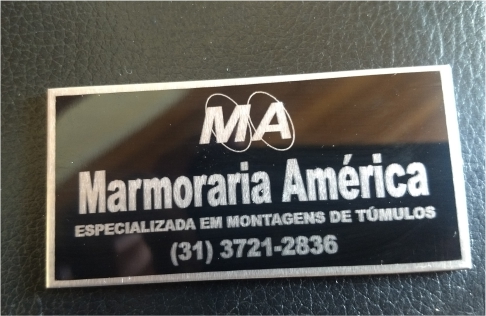 MA
Marmoraria América
ESPECIALIZADA EM MONTAGENS DE TÚMULOS
(31) 3721-2836